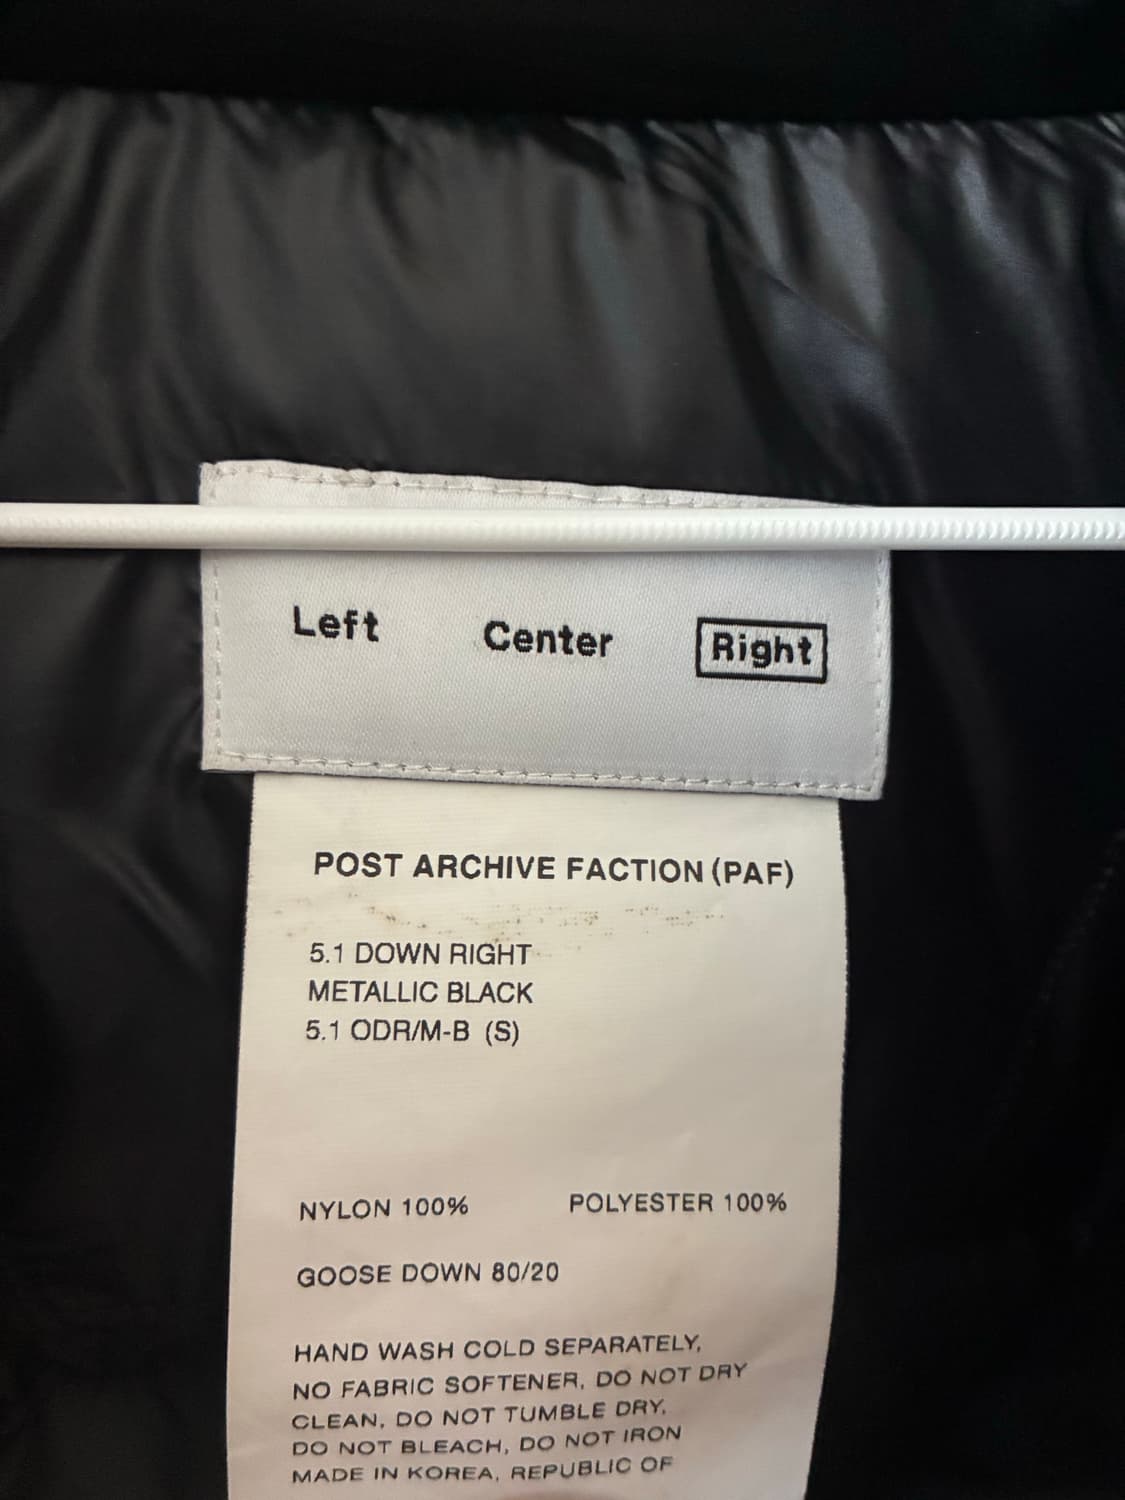 Left Center Right
POST ARCHIVE FACTION (PAF)
5.1 DOWN RIGHT
METALLIC BLACK
5.1 ODR/M-B (S)
NYLON 100% POLYESTER 100%
GOOSE DOWN 80/20
HAND WASH COLD SEPARATELY,
NO FABRIC SOFTENER, DO NOT DRY
CLEAN, DO NOT TUMBLE DRY,
DO NOT BLEACH, DO NOT IRON
MADE IN KOREA, REPUBLIC OF